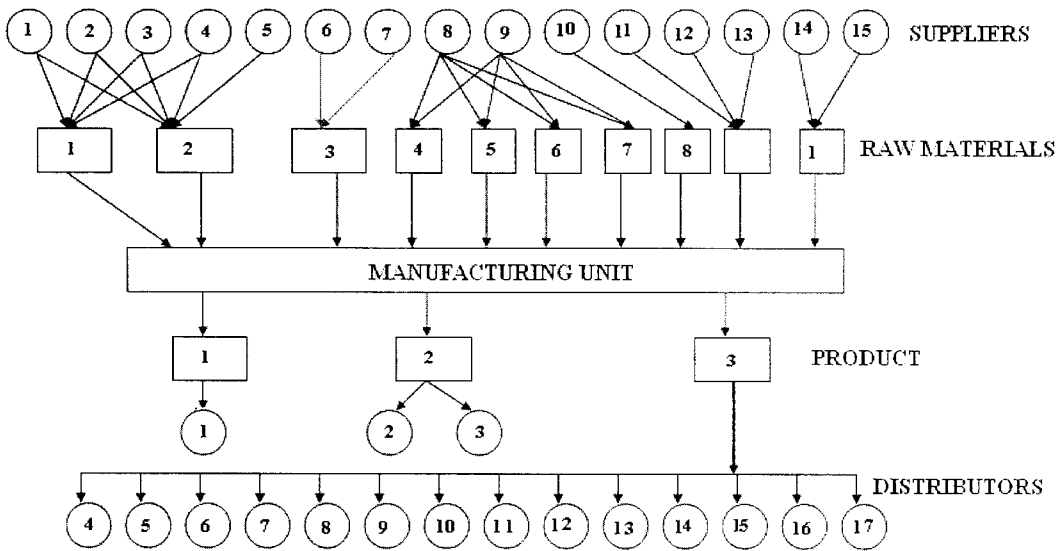 1 2 3 4 5 6 7 8 9 10 11 12 13 14 15 SUPPLIERS
1 2 3 4 5 6 7 8 1 RAW MATERIALS
MANUFACTURING UNIT
1 2 3 PRODUCT
1 2 3
DISTRIBUTORS
4 5 6 7 8 9 10 11 12 13 14 15 16 17